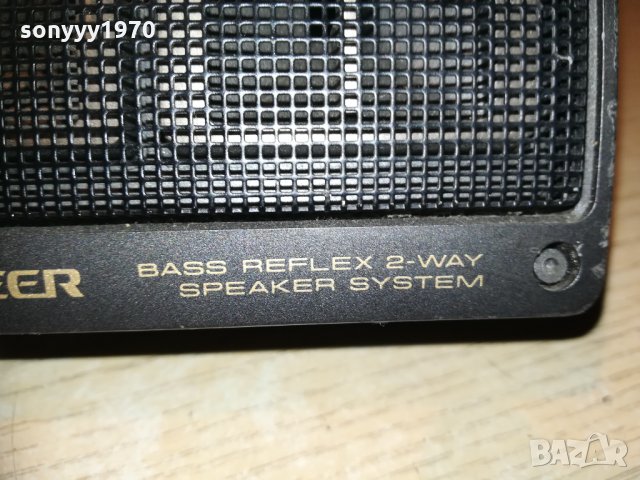 sonyyy1970
EER
BASS REFLEX 2-WAY
SPEAKER SYSTEM
BAZAR